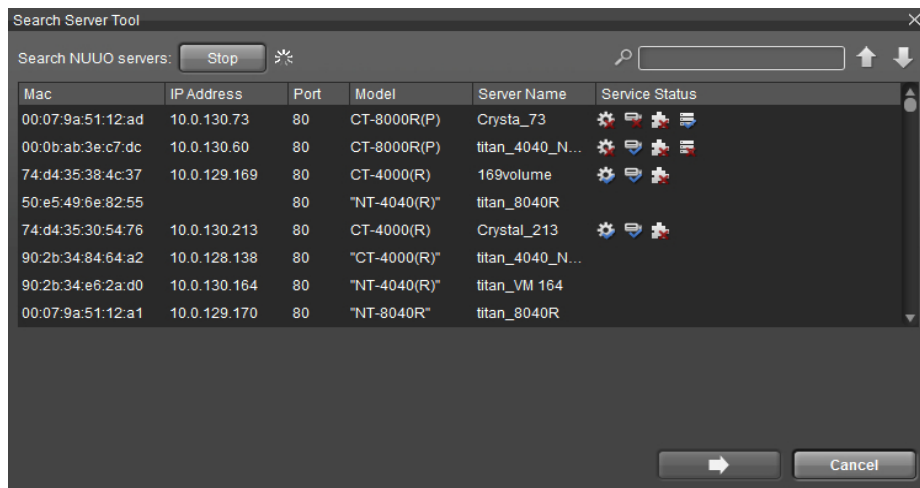 Search Server Tool
Search NUUO servers: Stop
Mac IP Address Port Model Server Name Service Status
00:07:9a:51:12:ad 10.0.130.73 80 CT-8000R(P) Crysta_73
00:0b:ab:3e:c7:dc 10.0.130.60 80 CT-8000R(P) titan_4040_N...
74:d4:35:38:4c:37 10.0.129.169 80 CT-4000(R) 169volume
50:e5:49:6e:82:55 80 "NT-4040(R)" titan_8040R
74:d4:35:30:54:76 10.0.130.213 80 CT-4000(R) Crystal_213
90:2b:34:84:64:a2 10.0.128.138 80 "CT-4000(R)" titan_4040_N...
90:2b:34:e6:2a:d0 10.0.130.164 80 "NT-4040(R)" titan_VM 164
00:07:9a:51:12:a1 10.0.129.170 80 "NT-8040R" titan_8040R
Cancel